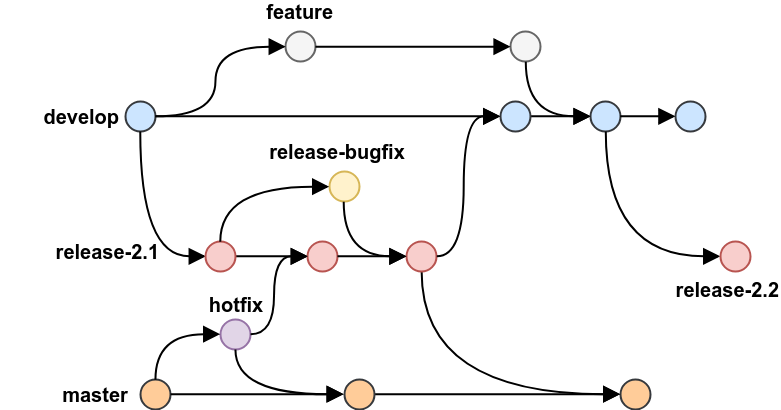 feature
develop
release-bugfix
release-2.1
release-2.2
hotfix
master